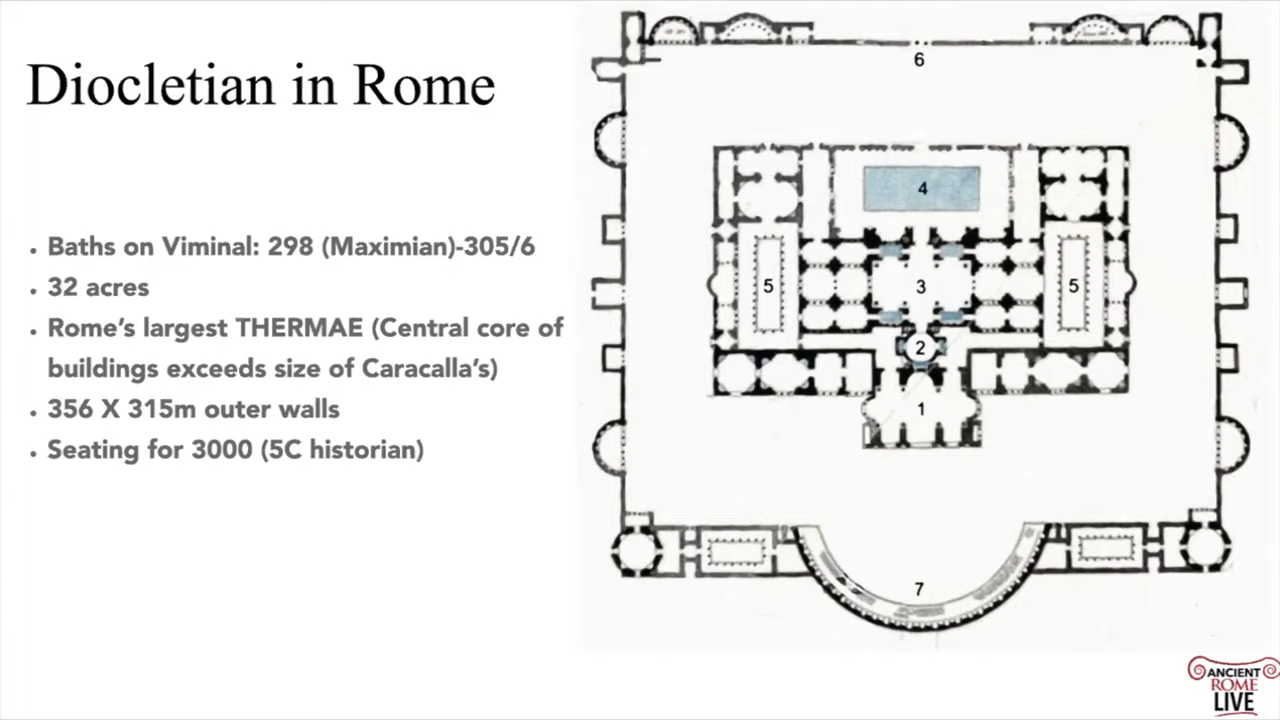 Diocletian in Rome
• Baths on Viminal: 298 (Maximian)-305/6
• 32 acres
• Rome’s largest THERMAE (Central core of
buildings exceeds size of Caracalla’s)
• 356 X 315m outer walls
• Seating for 3000 (5C historian)
6
4
5
3
5
2
1
7
ANCIENT
ROME
LIVE